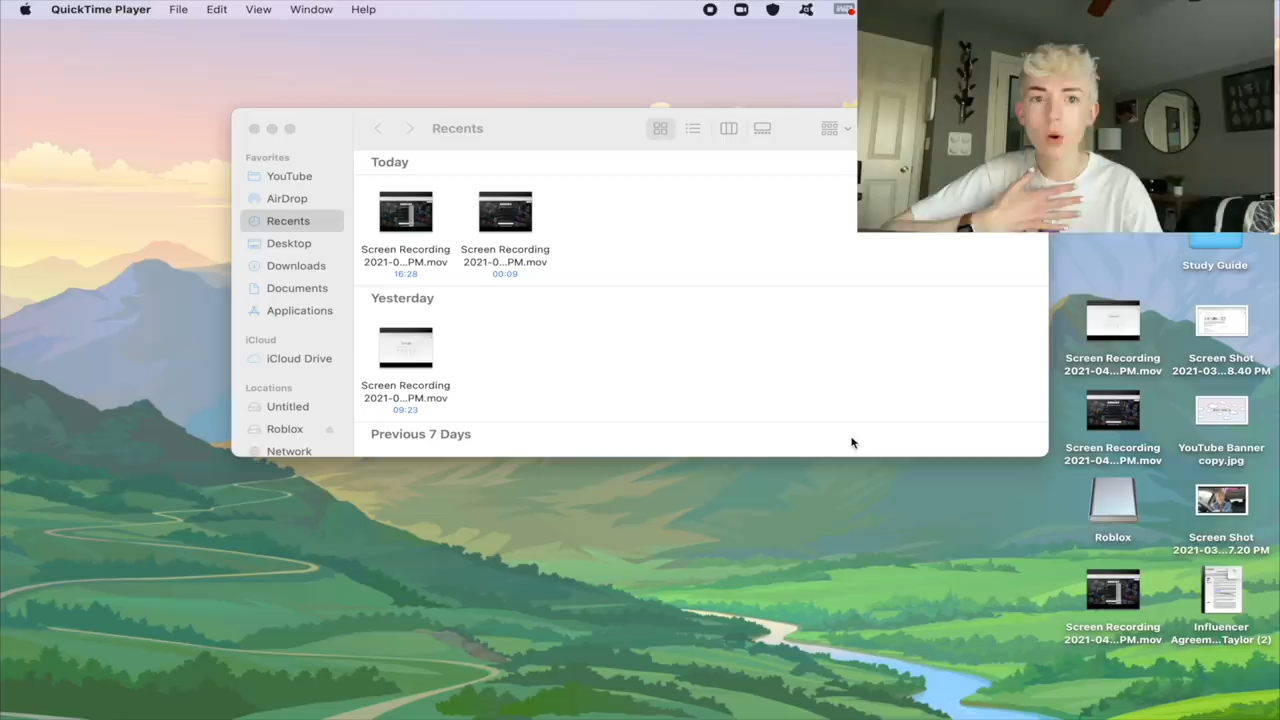 QuickTime Player File Edit View Window Help
Recents
Favorites
YouTube
AirDrop
Recents
Desktop
Downloads
Documents
Applications
iCloud
iCloud Drive
Locations
Untitled
Roblox
Network
Today
Screen Recording
2021-0...PM.mov
16:28
Screen Recording
2021-0...PM.mov
00:09
Yesterday
Screen Recording
2021-0...PM.mov
09:23
Previous 7 Days
Study Guide
Screen Recording
2021-04...PM.mov
Screen Shot
2021-03...8.40 PM
Screen Recording
2021-04...PM.mov
YouTube Banner
copy.jpg
Roblox
Screen Shot
2021-03...7.20 PM
Screen Recording
2021-04...PM.mov
Influencer
Agreem...Taylor (2)